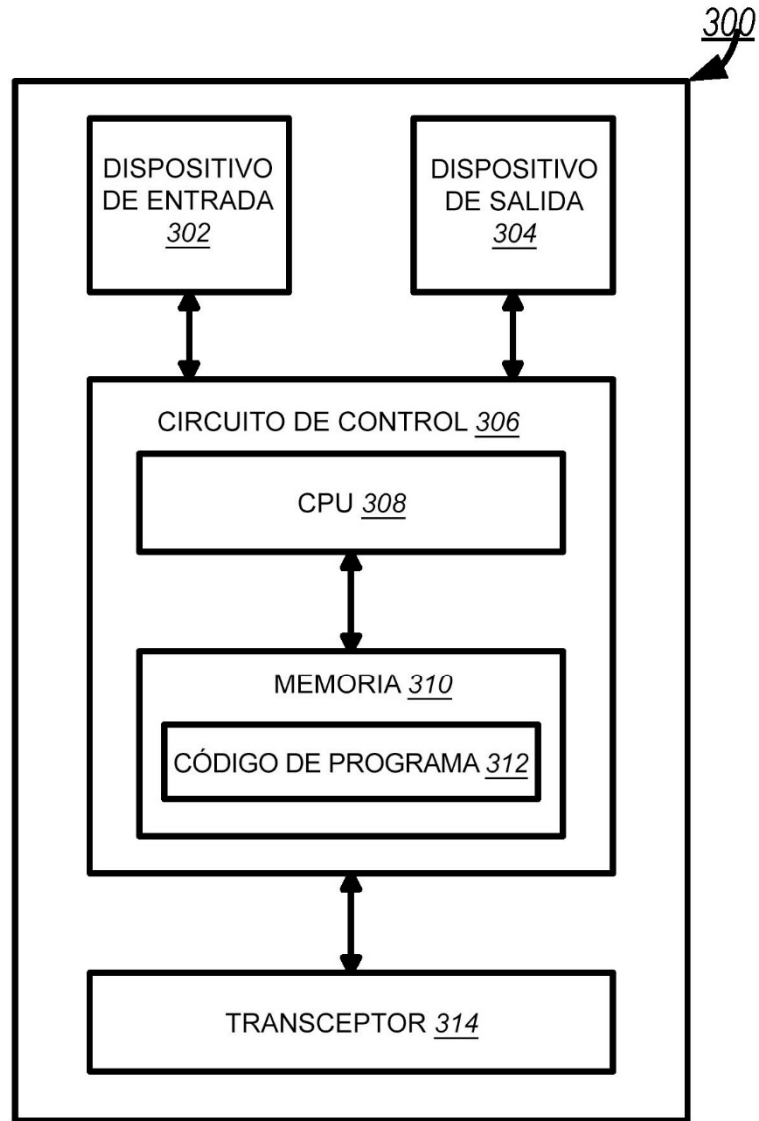 300
DISPOSITIVO
DE ENTRADA
302
DISPOSITIVO
DE SALIDA
304
CIRCUITO DE CONTROL 306
CPU 308
MEMORIA 310
CÓDIGO DE PROGRAMA 312
TRANSCEPTOR 314